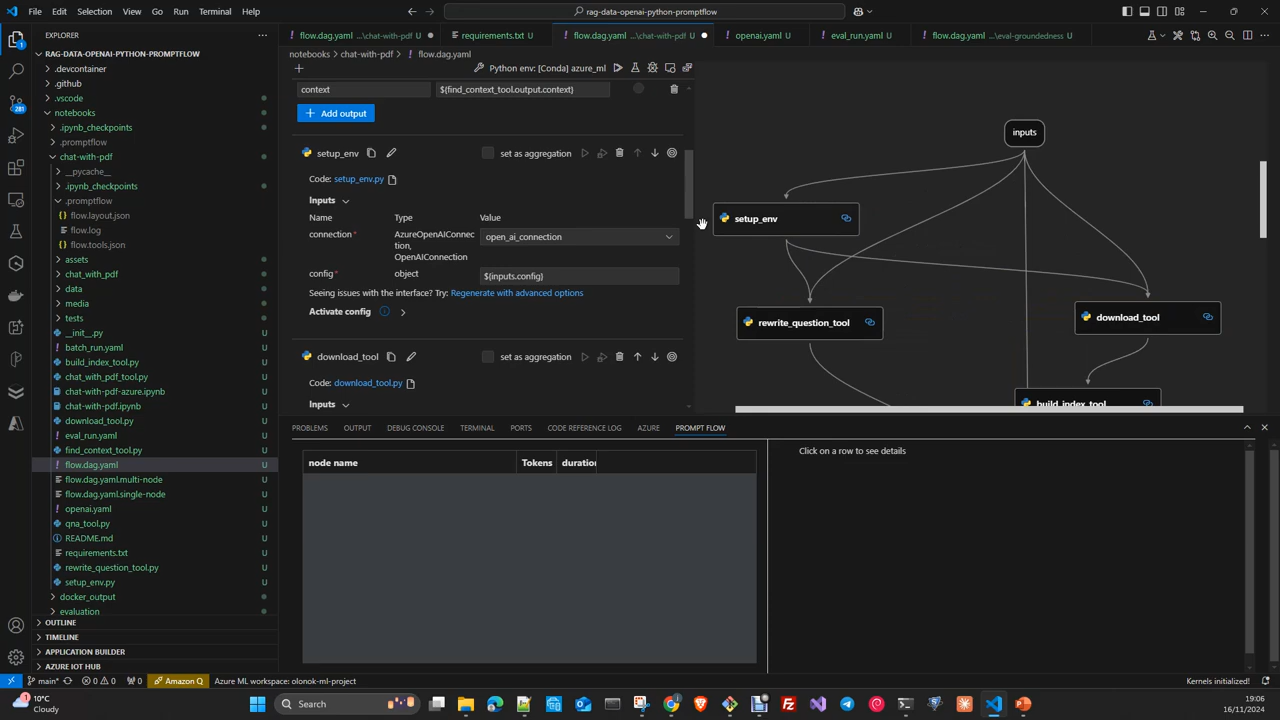 File Edit Selection View Go Run Terminal Help
rag-data-openai-python-promptflow
EXPLORER
flow.dag.yaml ...\chat-with-pdf U
requirements.txt U
flow.dag.yaml ...\chat-with-pdf U
openai.yaml U
eval_run.yaml U
flow.dag.yaml ...\eval-groundedness U
notebooks > chat-with-pdf > flow.dag.yaml
Python env: [Conda] azure_ml
RAG-DATA-OPENAI-PYTHON-PROMPTFLOW
.devcontainer
.github
.vscode
notebooks
.ipynb_checkpoints
.promptflow
chat-with-pdf
__pycache__
.ipynb_checkpoints
.promptflow
flow.layout.json
flow.log
flow.tools.json
assets
chat_with_pdf
data
media
tests
__init__.py U
batch_run.yaml U
build_index_tool.py U
chat_with_pdf_tool.py U
chat-with-pdf-azure.ipynb U
chat-with-pdf.ipynb U
download_tool.py U
eval_run.yaml U
find_context_tool.py U
flow.dag.yaml U
flow.dag.yaml.multi-node U
flow.dag.yaml.single-node U
openai.yaml U
qna_tool.py U
README.md U
requirements.txt U
rewrite_question_tool.py U
setup_env.py U
docker_output
evaluation
OUTLINE
TIMELINE
APPLICATION BUILDER
AZURE IOT HUB
281
context ${find_context_tool.output.context}
Add output
setup_env set as aggregation
Code: setup_env.py
Inputs
Name Type Value
connection* AzureOpenAIConnec open_ai_connection
tion,
OpenAIConnection
config* object ${inputs.config}
Seeing issues with the interface? Try: Regenerate with advanced options
Activate config
download_tool set as aggregation
Code: download_tool.py
Inputs
inputs
setup_env
rewrite_question_tool
download_tool
build_index_tool
PROBLEMS OUTPUT DEBUG CONSOLE TERMINAL PORTS CODE REFERENCE LOG AZURE PROMPT FLOW
node name Tokens duration
Click on a row to see details
main* 0 0 0 Amazon Q Azure ML workspace: olonok-ml-project
Kernels initialized!
1
10°C
Cloudy
Search
19:06
16/11/2024